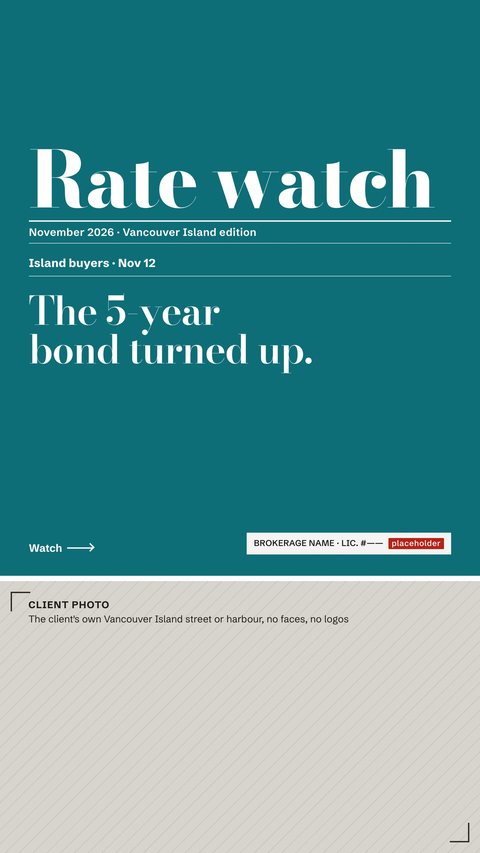 Rate watch
November 2026 · Vancouver Island edition
Island buyers · Nov 12
The 5-year
bond turned up.
Watch
BROKERAGE NAME · LIC. #—— placeholder
CLIENT PHOTO
The client's own Vancouver Island street or harbour, no faces, no logos